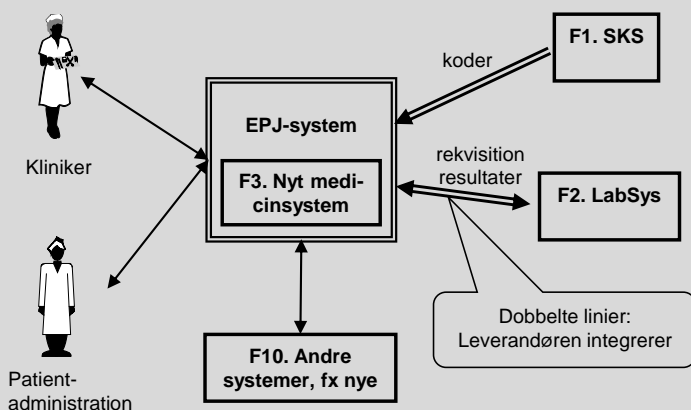 F1. SKS
koder
EPJ-system
F3. Nyt medi-
cinsystem
Kliniker
rekvisition
resultater
F2. LabSys
Dobbelte linier:
Leverandøren integrerer
F10. Andre
systemer, fx nye
Patient-
administration